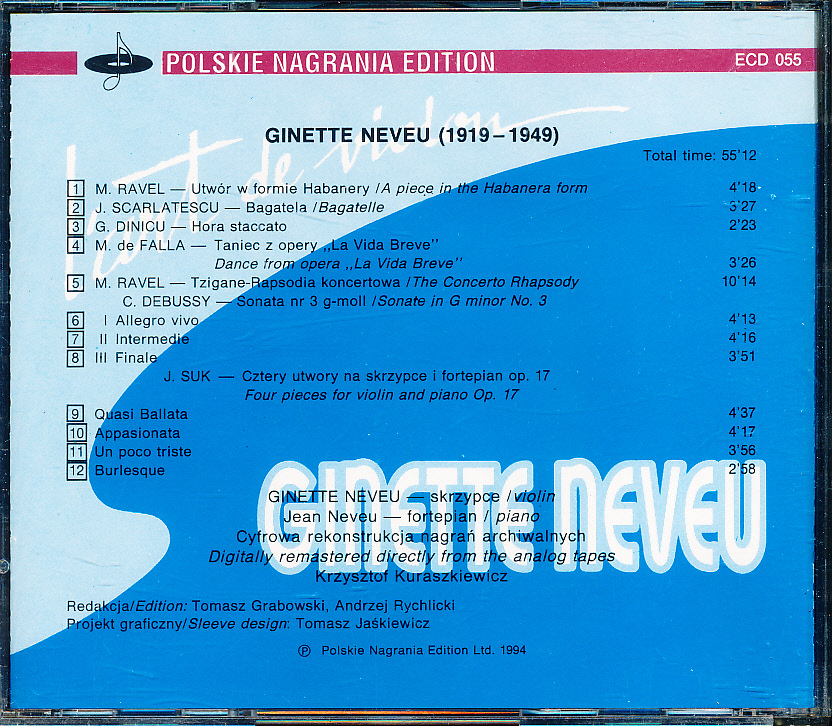 POLSKIE NAGRANIA EDITION ECD 055
L'art de violon
GINETTE NEVEU (1919–1949)
Total time: 55'12
1 M. RAVEL — Utwór w formie Habanery /A piece in the Habanera form 4'18
2 J. SCARLATESCU — Bagatela /Bagatelle 3'27
3 G. DINICU — Hora staccato 2'23
4 M. de FALLA — Taniec z opery ,,La Vida Breve"
Dance from opera ,,La Vida Breve" 3'26
5 M. RAVEL — Tzigane-Rapsodia koncertowa /The Concerto Rhapsody 10'14
C. DEBUSSY — Sonata nr 3 g-moll /Sonate in G minor No. 3
6 I Allegro vivo 4'13
7 II Intermedie 4'16
8 III Finale 3'51
J. SUK — Cztery utwory na skrzypce i fortepian op. 17
Four pieces for violin and piano Op. 17
9 Quasi Ballata 4'37
10 Appasionata 4'17
11 Un poco triste 3'56
12 Burlesque 2'58
GINETTE NEVEU
GINETTE NEVEU — skrzypce /violin
Jean Neveu — fortepian / piano
Cyfrowa rekonstrukcja nagrań archiwalnych
Digitally remastered directly from the analog tapes
Krzysztof Kuraszkiewicz
Redakcja/Edition: Tomasz Grabowski, Andrzej Rychlicki
Projekt graficzny/Sleeve design: Tomasz Jaśkiewicz
Ⓟ Polskie Nagrania Edition Ltd. 1994